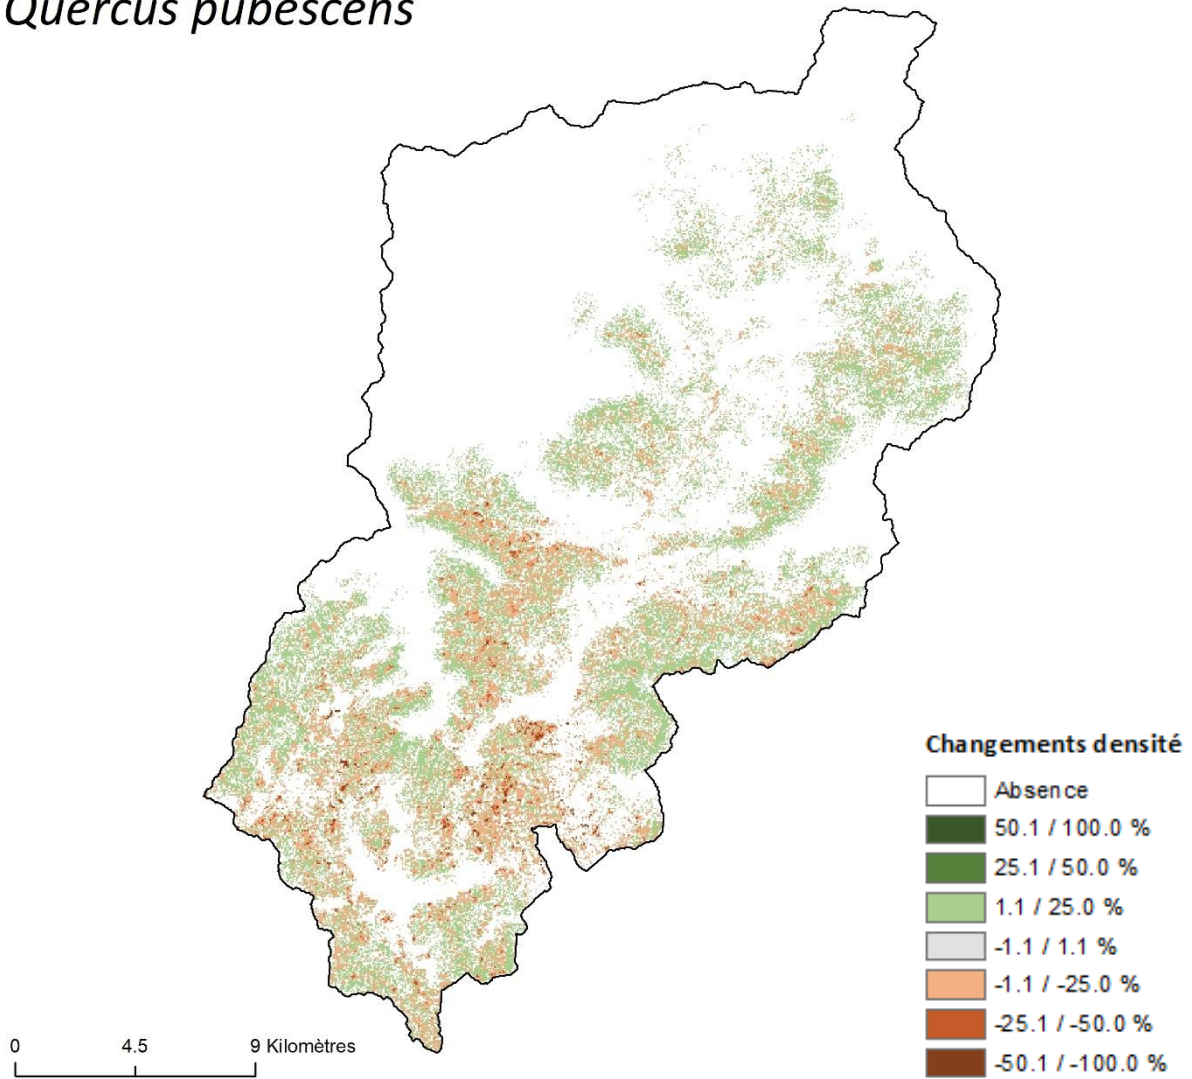 Quercus pubescens
Changements densité
Absence
50.1 / 100.0 %
25.1 / 50.0 %
1.1 / 25.0 %
-1.1 / 1.1 %
-1.1 / -25.0 %
-25.1 / -50.0 %
-50.1 / -100.0 %
0 4.5 9 Kilomètres